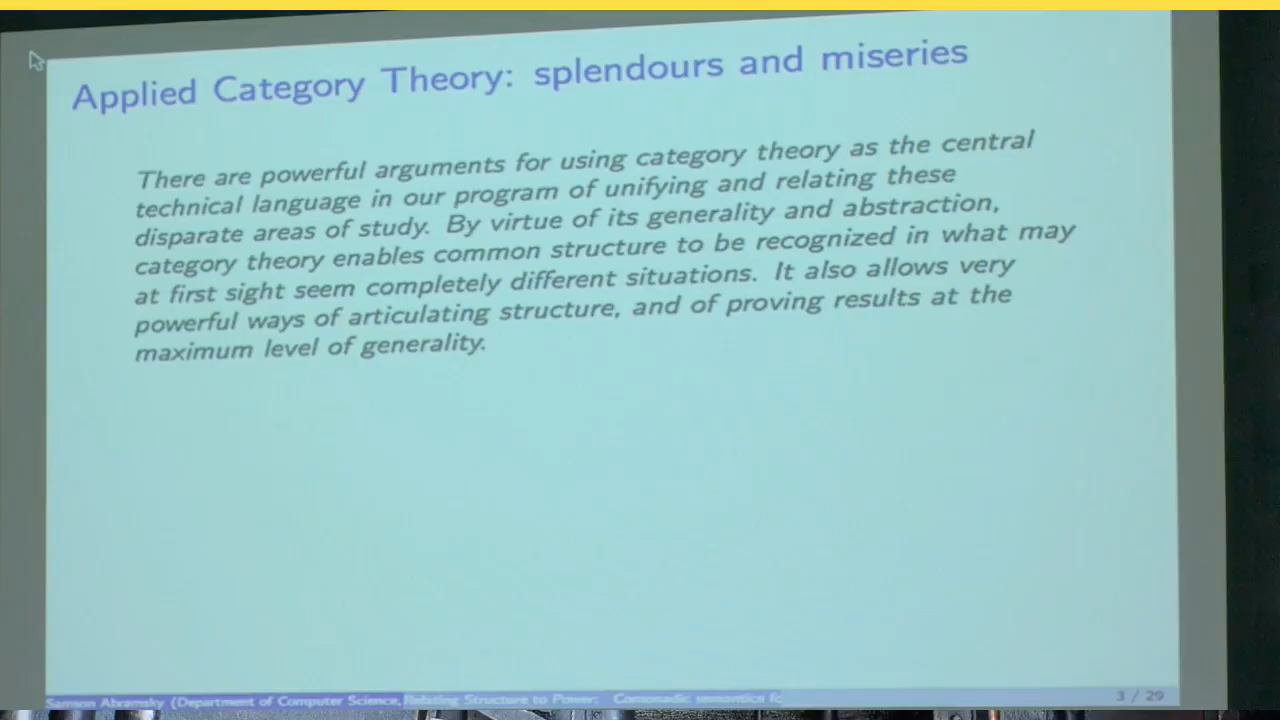 Applied Category Theory: splendours and miseries
There are powerful arguments for using category theory as the central
technical language in our program of unifying and relating these
disparate areas of study. By virtue of its generality and abstraction,
category theory enables common structure to be recognized in what may
at first sight seem completely different situations. It also allows very
powerful ways of articulating structure, and of proving results at the
maximum level of generality.
Samson Abramsky (Department of Computer Science, Relating Structure to Power: Comonadic semantics fo
3 / 29